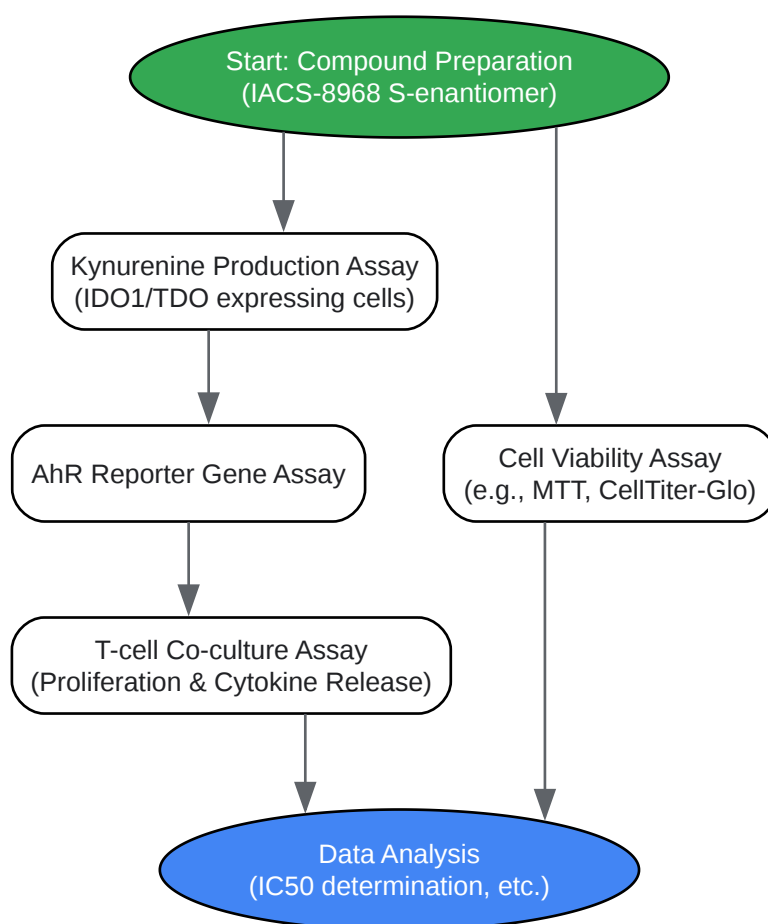 Start: Compound Preparation
(IACS-8968 S-enantiomer)
Kynurenine Production Assay
(IDO1/TDO expressing cells)
AhR Reporter Gene Assay
Cell Viability Assay
(e.g., MTT, CellTiter-Glo)
T-cell Co-culture Assay
(Proliferation & Cytokine Release)
Data Analysis
(IC50 determination, etc.)